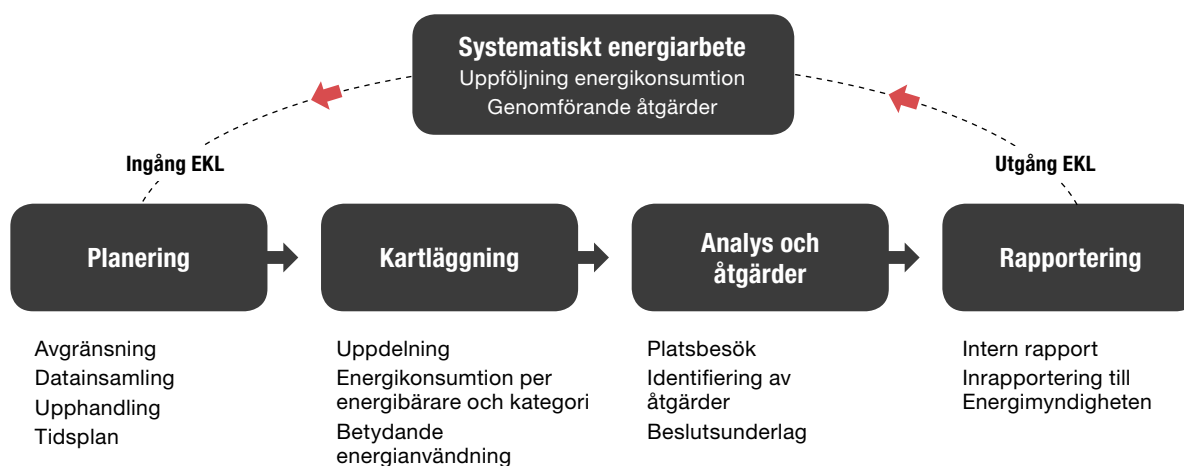 Systematiskt energiarbete
Uppföljning energikonsumtion
Genomförande åtgärder
Ingång EKL
Utgång EKL
Planering
Kartläggning
Analys och
åtgärder
Rapportering
Avgränsning
Datainsamling
Upphandling
Tidsplan
Uppdelning
Energikonsumtion per
energibärare och kategori
Betydande
energianvändning
Platsbesök
Identifiering av
åtgärder
Beslutsunderlag
Intern rapport
Inrapportering till
Energimyndigheten